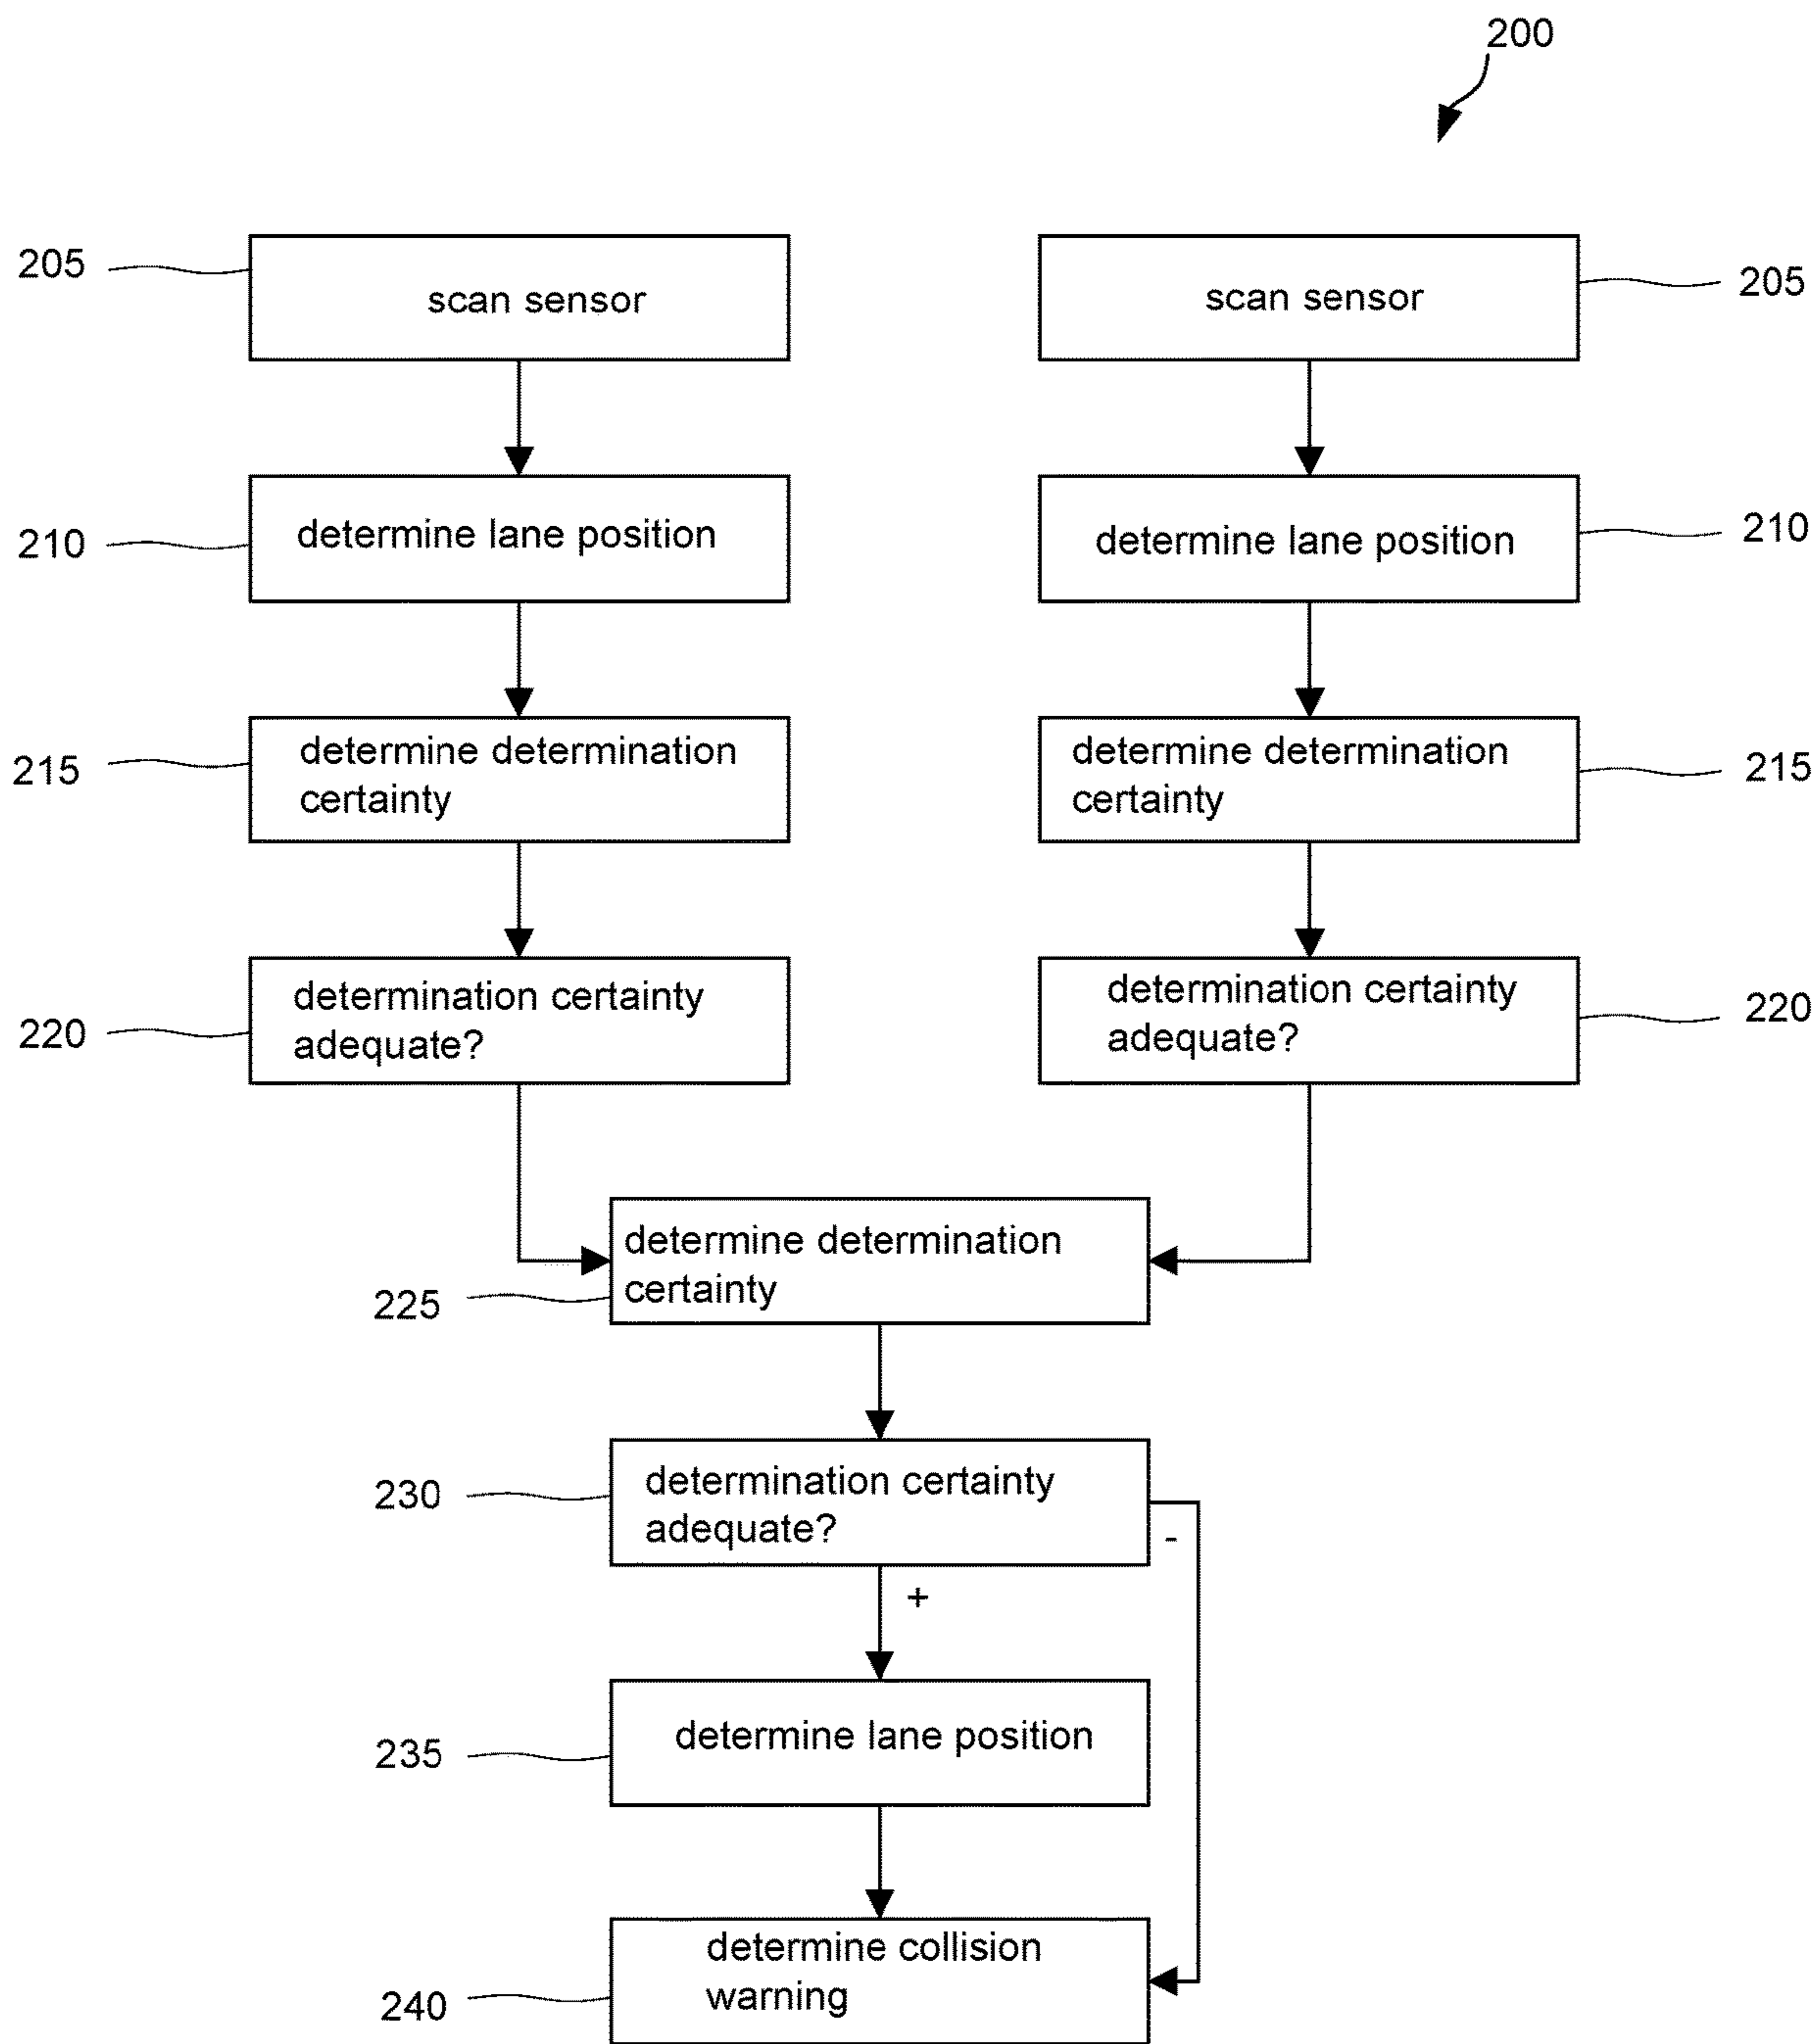 200
205
scan sensor
scan sensor
205
210
determine lane position
determine lane position
210
215
determine determination
certainty
determine determination
certainty
215
220
determination certainty
adequate?
determination certainty
adequate?
220
225
determine determination
certainty
230
determination certainty
adequate?
-
+
235
determine lane position
240
determine collision
warning